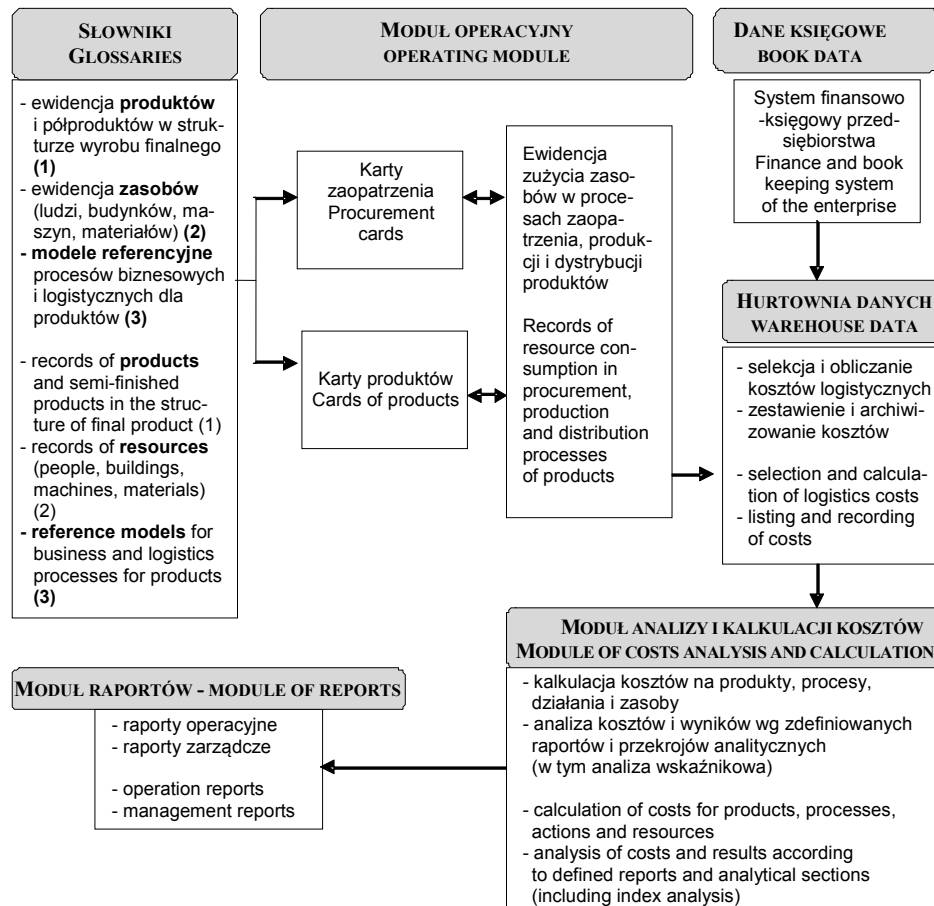 SŁOWNIKI
GLOSSARIES
- ewidencja produktów
i półproduktów w struk-
turze wyrobu finalnego
(1)
- ewidencja zasobów
(ludzi, budynków, ma-
szyn, materiałów) (2)
- modele referencyjne
procesów biznesowych
i logistycznych dla
produktów (3)
- records of products
and semi-finished
products in the
structure of final product (1)
- records of resources
(people, buildings,
machines, materials)
(2)
- reference models for
business and logistics
processes for products
(3)
MODUŁ OPERACYJNY
OPERATING MODULE
Karty
zaopatrzenia
Procurement
cards
Karty produktów
Cards of products
Ewidencja
zużycia zaso-
bów w proce-
sach zaopa-
trzenia, produk-
cji i dystrybucji
produktów
Records of
resource con-
sumption in
procurement,
production
and distribution
processes
of products
DANE KSIĘGOWE
BOOK DATA
System finansowo
-księgowy przed-
siębiorstwa
Finance and book
keeping system
of the enterprise
HURTOWNIA DANYCH
WAREHOUSE DATA
- selekcja i obliczanie
kosztów logistycznych
- zestawienie i archiwi-
zowanie kosztów
- selection and calcula-
tion of logistics costs
- listing and recording
of costs
MODUŁ ANALIZY I KALKULACJI KOSZTÓW
MODULE OF COSTS ANALYSIS AND CALCULATION
- kalkulacja kosztów na produkty, procesy,
działania i zasoby
- analiza kosztów i wyników wg zdefiniowanych
raportów i przekrojów analitycznych
(w tym analiza wskaźnikowa)
- calculation of costs for products, processes,
actions and resources
- analysis of costs and results according
to defined reports and analytical sections
(including index analysis)
MODUŁ RAPORTÓW - MODULE OF REPORTS
- raporty operacyjne
- raporty zarządcze
- operation reports
- management reports